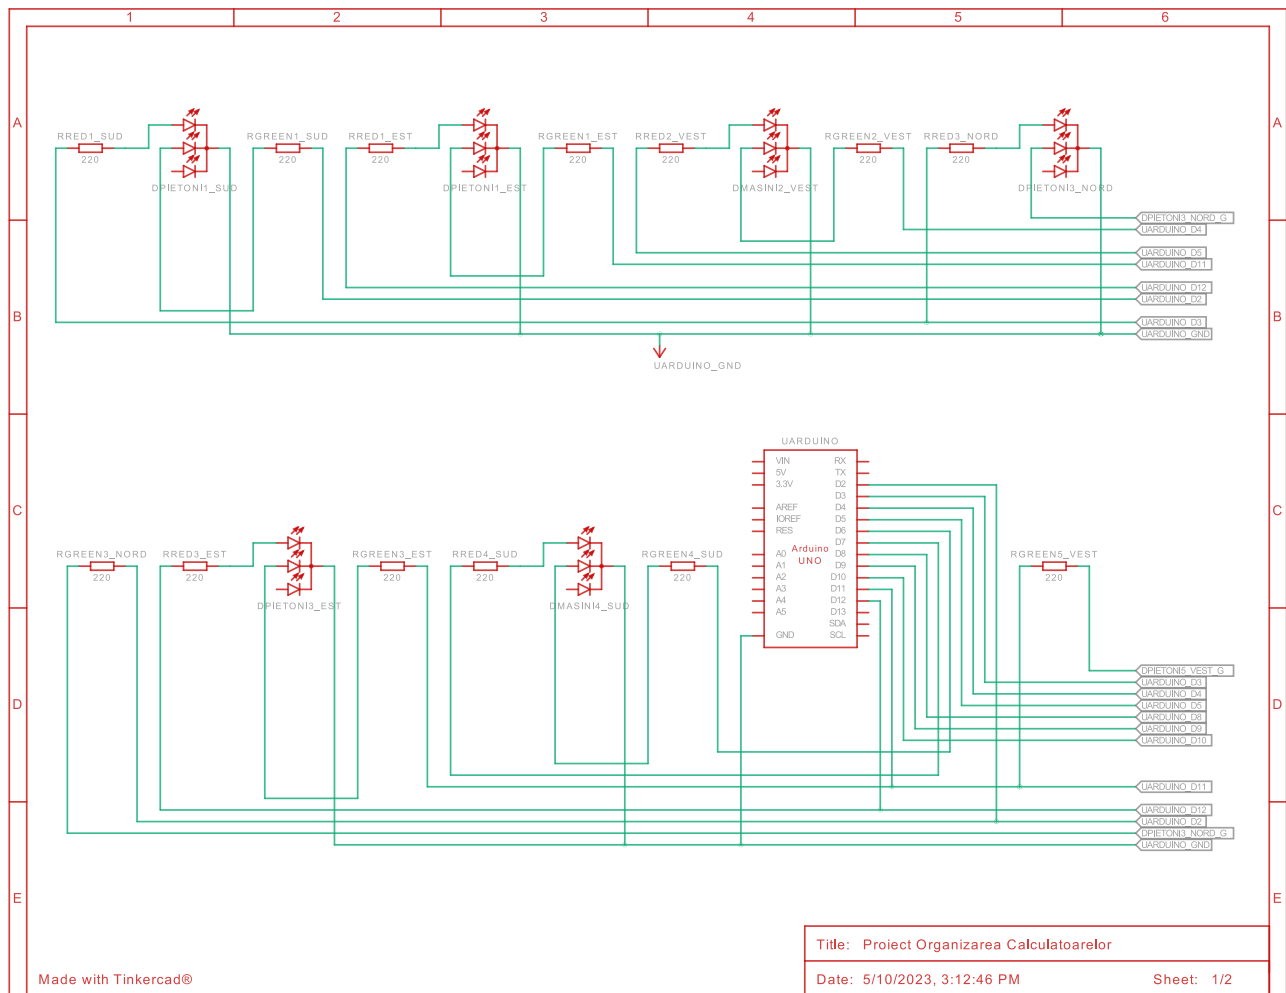 1 2 3 4 5 6
A A
RRED1_SUD RGREEN1_SUD RRED1_EST RGREEN1_EST RRED2_VEST RGREEN2_VEST RRED3_NORD
220 220 220 220 220 220 220
DPIETONI1_SUD DPIETONI1_EST DMASINI2_VEST DPIETONI3_NORD
DPIETONI3_NORD_G
UARDUINO_D4
UARDUINO_D5
UARDUINO_D11
UARDUINO_D12
UARDUINO_D2
B B
UARDUINO_D3
UARDUINO_GND
UARDUINO_GND
UARDUINO
VIN RX
5V TX
3.3V D2
D3
AREF D4
IOREF D5
RES D6
D7
A0 D8
A1 D9
A2 D10
A3 D11
A4 D12
A5 D13
SDA
GND SCL
Arduino
UNO
C C
RGREEN3_NORD RRED3_EST RGREEN3_EST RRED4_SUD RGREEN4_SUD RGREEN5_VEST
220 220 220 220 220 220
DPIETONI3_EST DMASINI4_SUD
DPIETONI5_VEST_G
UARDUINO_D3
UARDUINO_D4
D D
UARDUINO_D5
UARDUINO_D8
UARDUINO_D9
UARDUINO_D10
UARDUINO_D11
UARDUINO_D12
UARDUINO_D2
DPIETONI3_NORD_G
UARDUINO_GND
E E
Title: Proiect Organizarea Calculatoarelor
Made with Tinkercad®
Date: 5/10/2023, 3:12:46 PM Sheet: 1/2